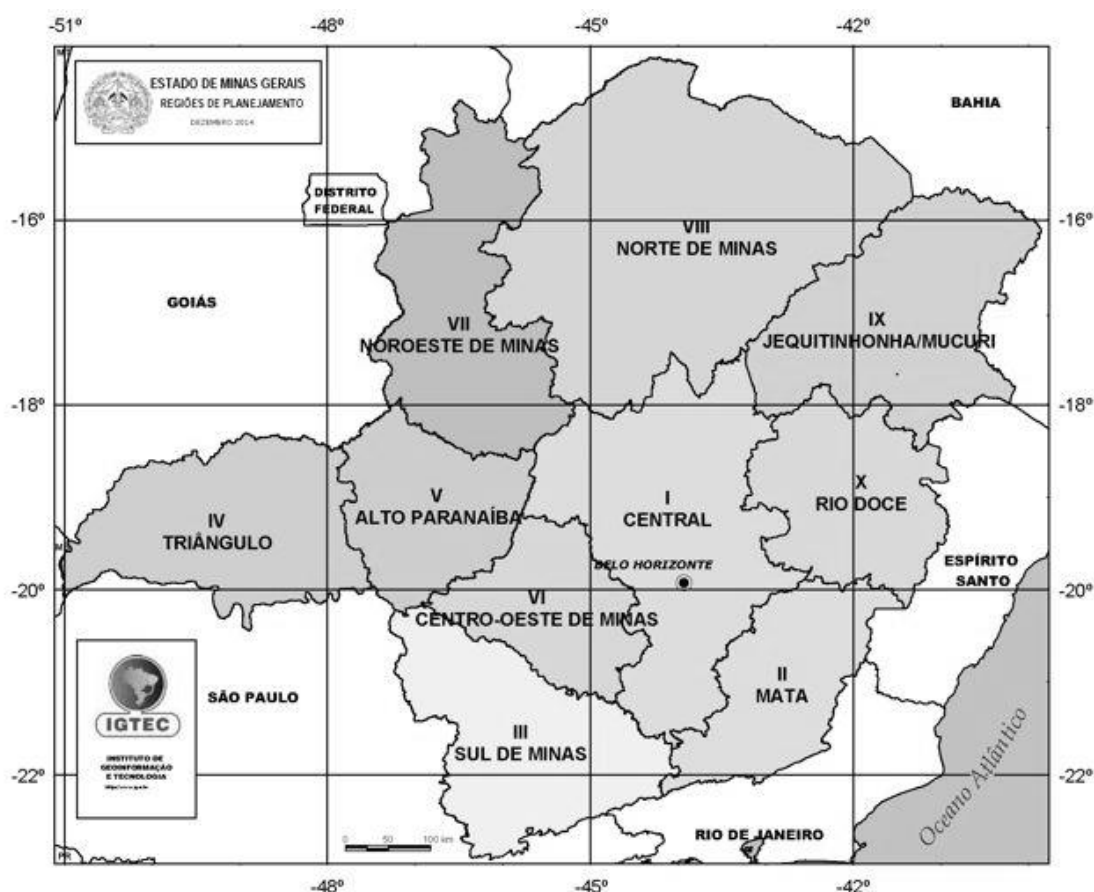 -51º
-48º
-45º
-42º
M
ESTADO DE MINAS GERAIS
REGIÕES DE PLANEJAMENTO
DEZEMBRO 2014
BAHIA
DISTRITO
FEDERAL
-16º
-16º
VIII
NORTE DE MINAS
GOIÁS
VII
NOROESTE DE MINAS
IX
JEQUITINHONHA/MUCURI
-18º
-18º
IV
TRIÂNGULO
V
ALTO PARANAÍBA
I
CENTRAL
X
RIO DOCE
M
BELO HORIZONTE
ESPÍRITO
SANTO
-20º
-20º
VI
CENTRO-OESTE DE MINAS
SÃO PAULO
II
MATA
IGTEC
III
SUL DE MINAS
INSTITUTO DE
GEOINFORMAÇÃO
E TECNOLOGIA
-22º
-22º
Oceano Atlântico
0 50 100 km
RIO DE JANEIRO
PR
-48º
-45º
-42º